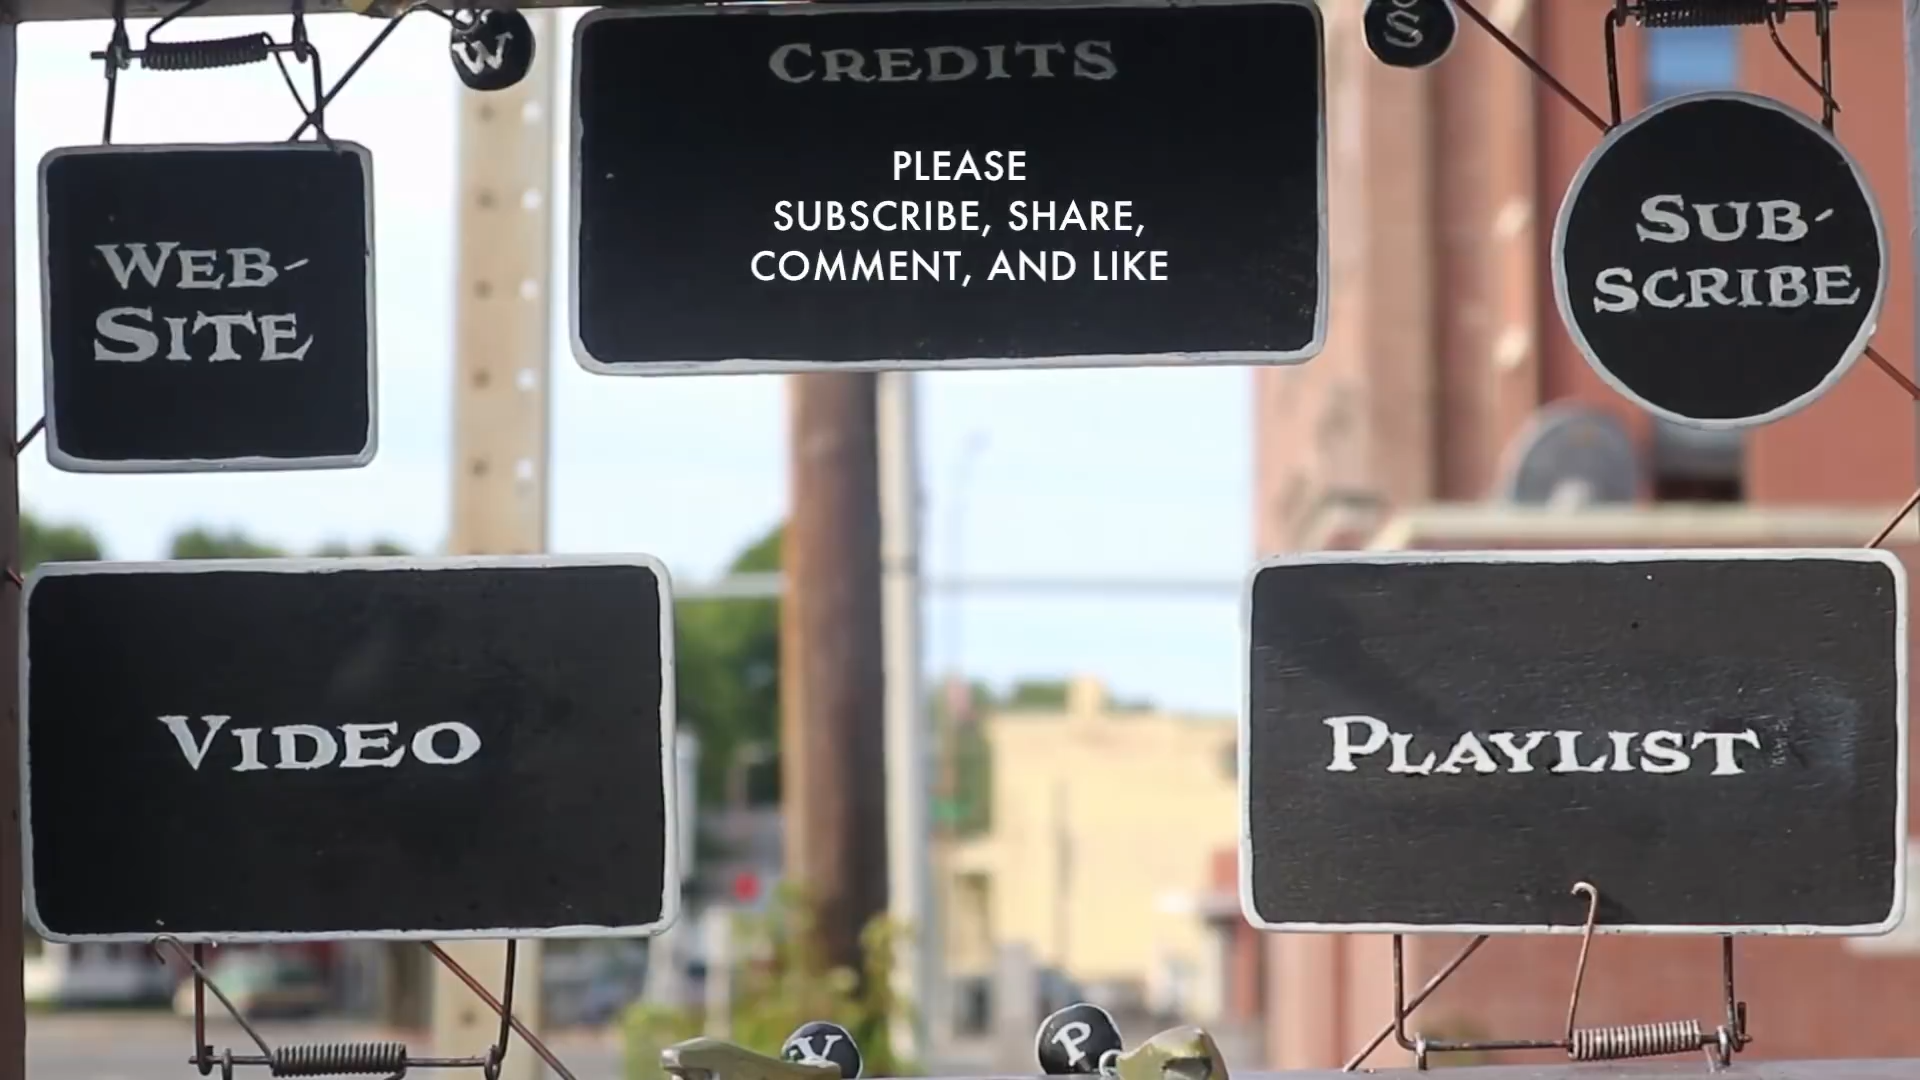 W
CREDITS
S
PLEASE
SUBSCRIBE, SHARE,
COMMENT, AND LIKE
WEB-
SITE
SUB-
SCRIBE
VIDEO
PLAYLIST
V
P